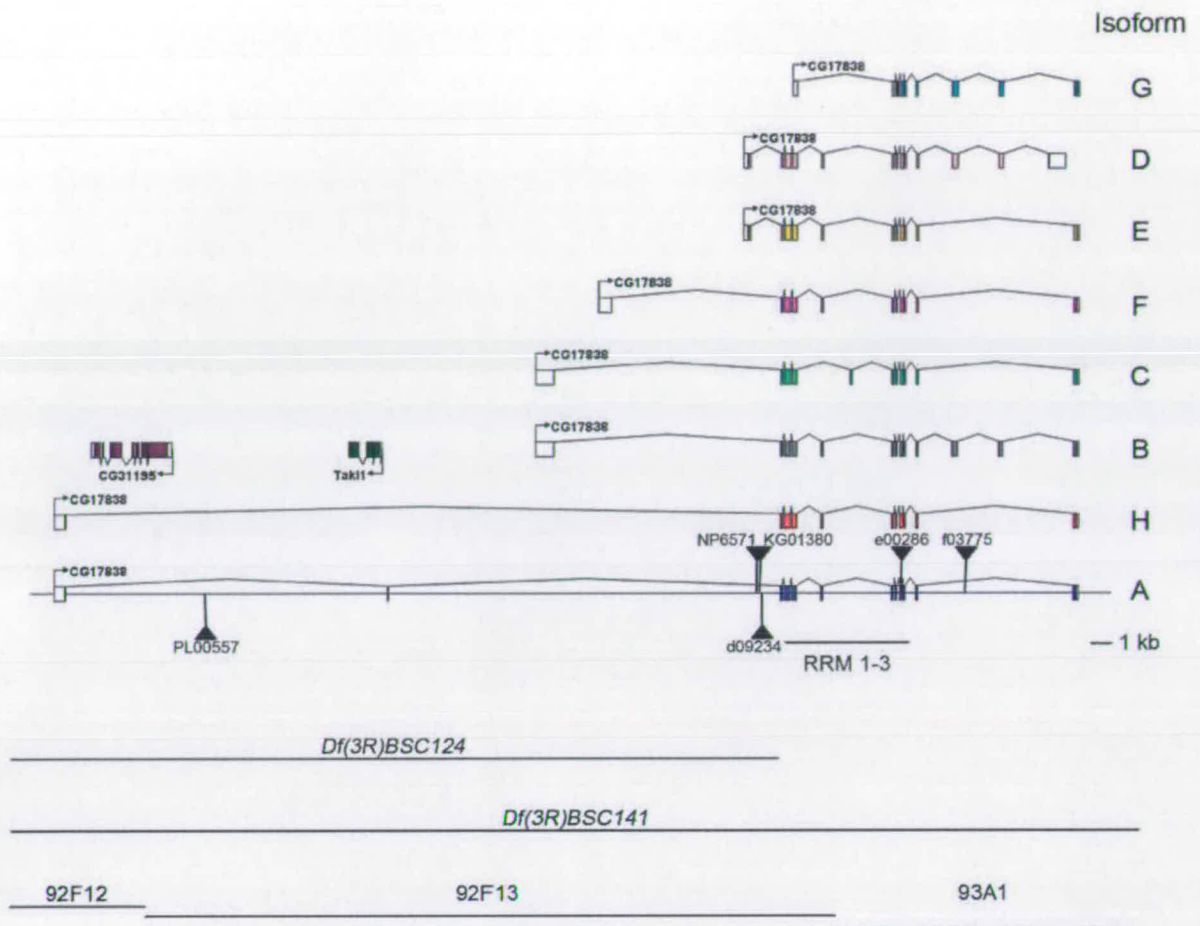 Isoform
CG17838
G
CG17838
D
CG17838
E
CG17838
F
CG17838
C
CG17838
B
CG31195
Takl1
CG17838
H
NP6571 KG01380 e00286 f03775
CG17838
A
PL00557
d09234
1 kb
RRM 1-3
Df(3R)BSC124
Df(3R)BSC141
92F12 92F13 93A1